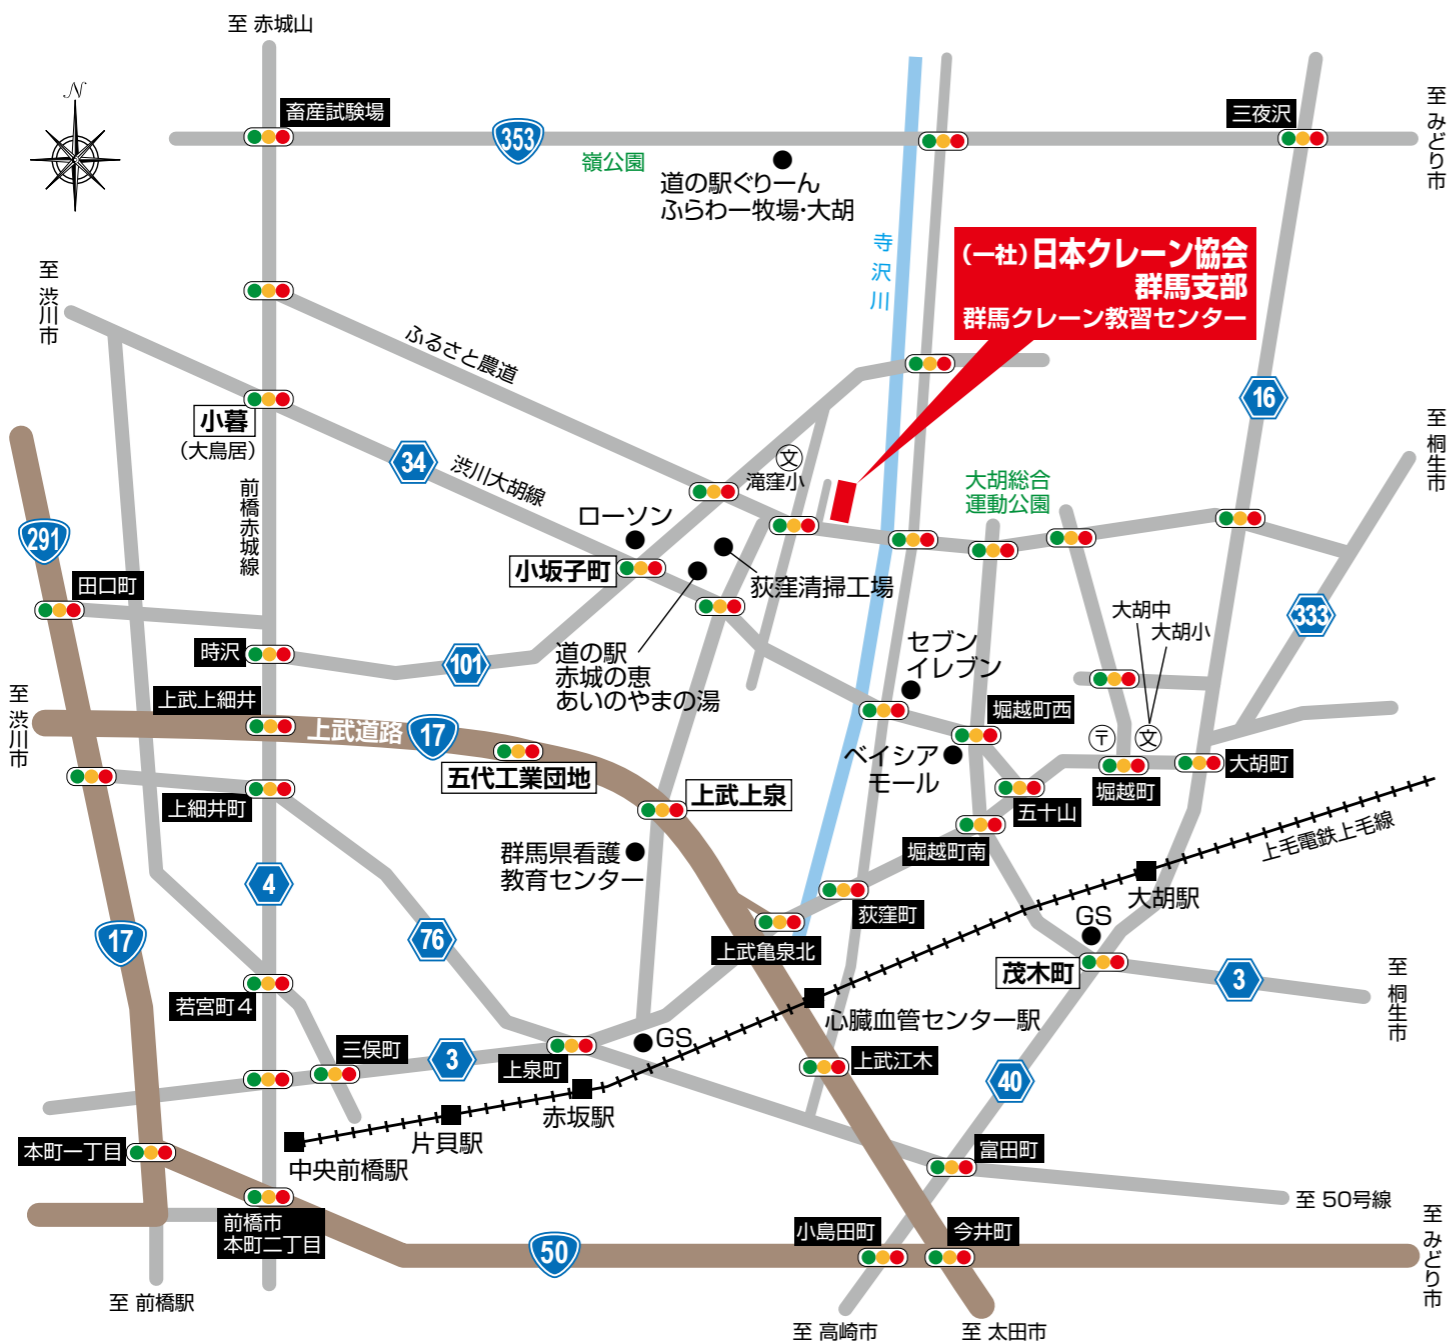 至 赤城山
N
畜産試験場
353
三夜沢
至 みどり市
嶺公園
道の駅ぐりーん
ふらわー牧場・大胡
寺沢川
(一社)日本クレーン協会
群馬支部
群馬クレーン教習センター
至 渋川市
ふるさと農道
小暮
(大鳥居)
34
渋川大胡線
16
至 桐生市
前橋赤城線
文
滝窪小
大胡総合
運動公園
ローソン
291
小坂子町
荻窪清掃工場
田口町
大胡中
大胡小
333
時沢
101
道の駅
赤城の恵
あいのやまの湯
セブン
イレブン
至 渋川市
上武上細井
上武道路
17
堀越町西
〒
文
五代工業団地
ベイシア
モール
大胡町
上細井町
上武上泉
五十山
堀越町
堀越町南
上毛電鉄上毛線
群馬県看護
教育センター
4
大胡駅
荻窪町
GS
17
76
上武亀泉北
茂木町
3
至 桐生市
若宮町4
心臓血管センター駅
三俣町
3
上泉町
GS
上武江木
40
赤坂駅
片貝駅
中央前橋駅
本町一丁目
富田町
至 50号線
前橋市
本町二丁目
50
小島田町
今井町
至 みどり市
至 前橋駅
至 高崎市
至 太田市